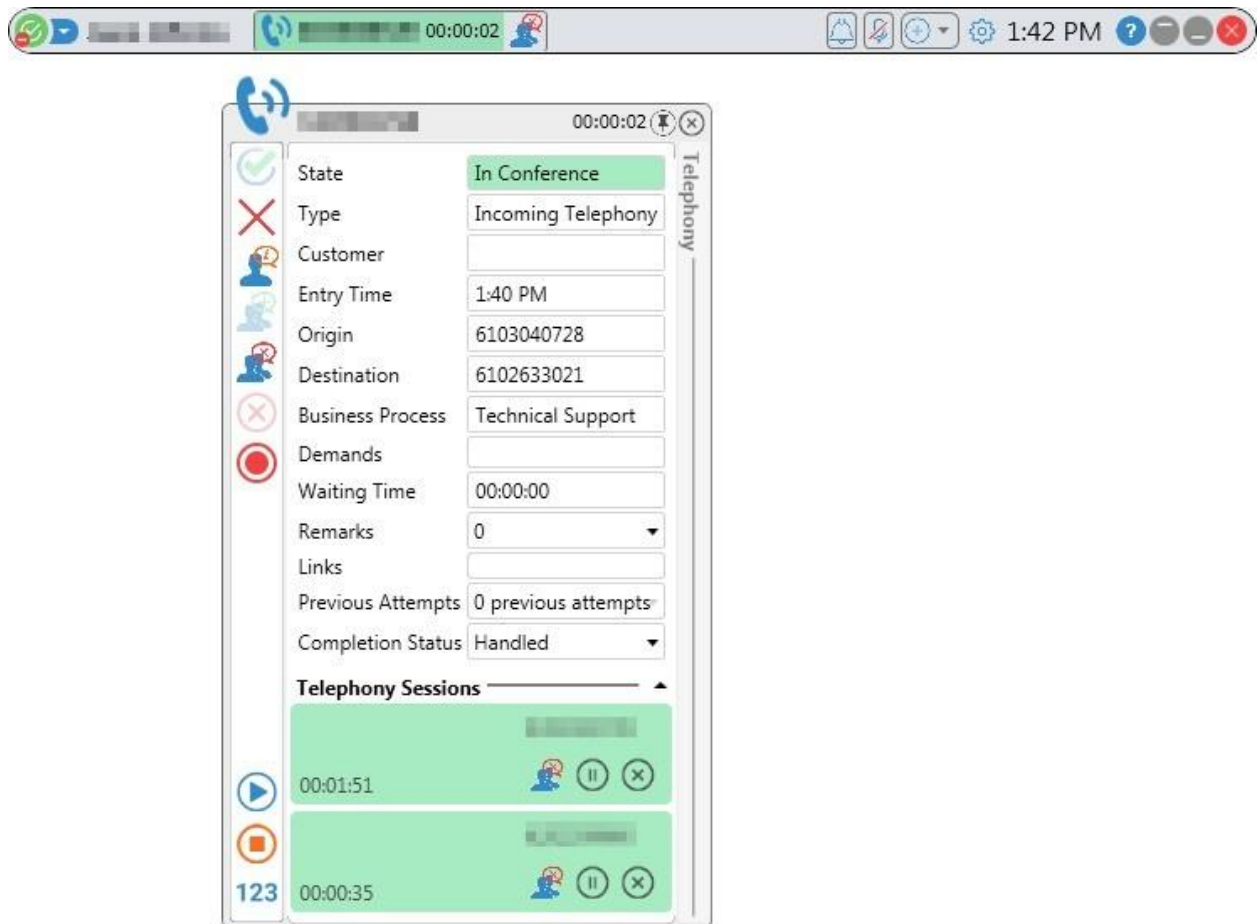 00:00:02 1:42 PM ?
00:00:02
Telephony
State In Conference
Type Incoming Telephony
Customer
Entry Time 1:40 PM
Origin 6103040728
Destination 6102633021
Business Process Technical Support
Demands
Waiting Time 00:00:00
Remarks 0
Links
Previous Attempts 0 previous attempts
Completion Status Handled
Telephony Sessions
00:01:51
123 00:00:35